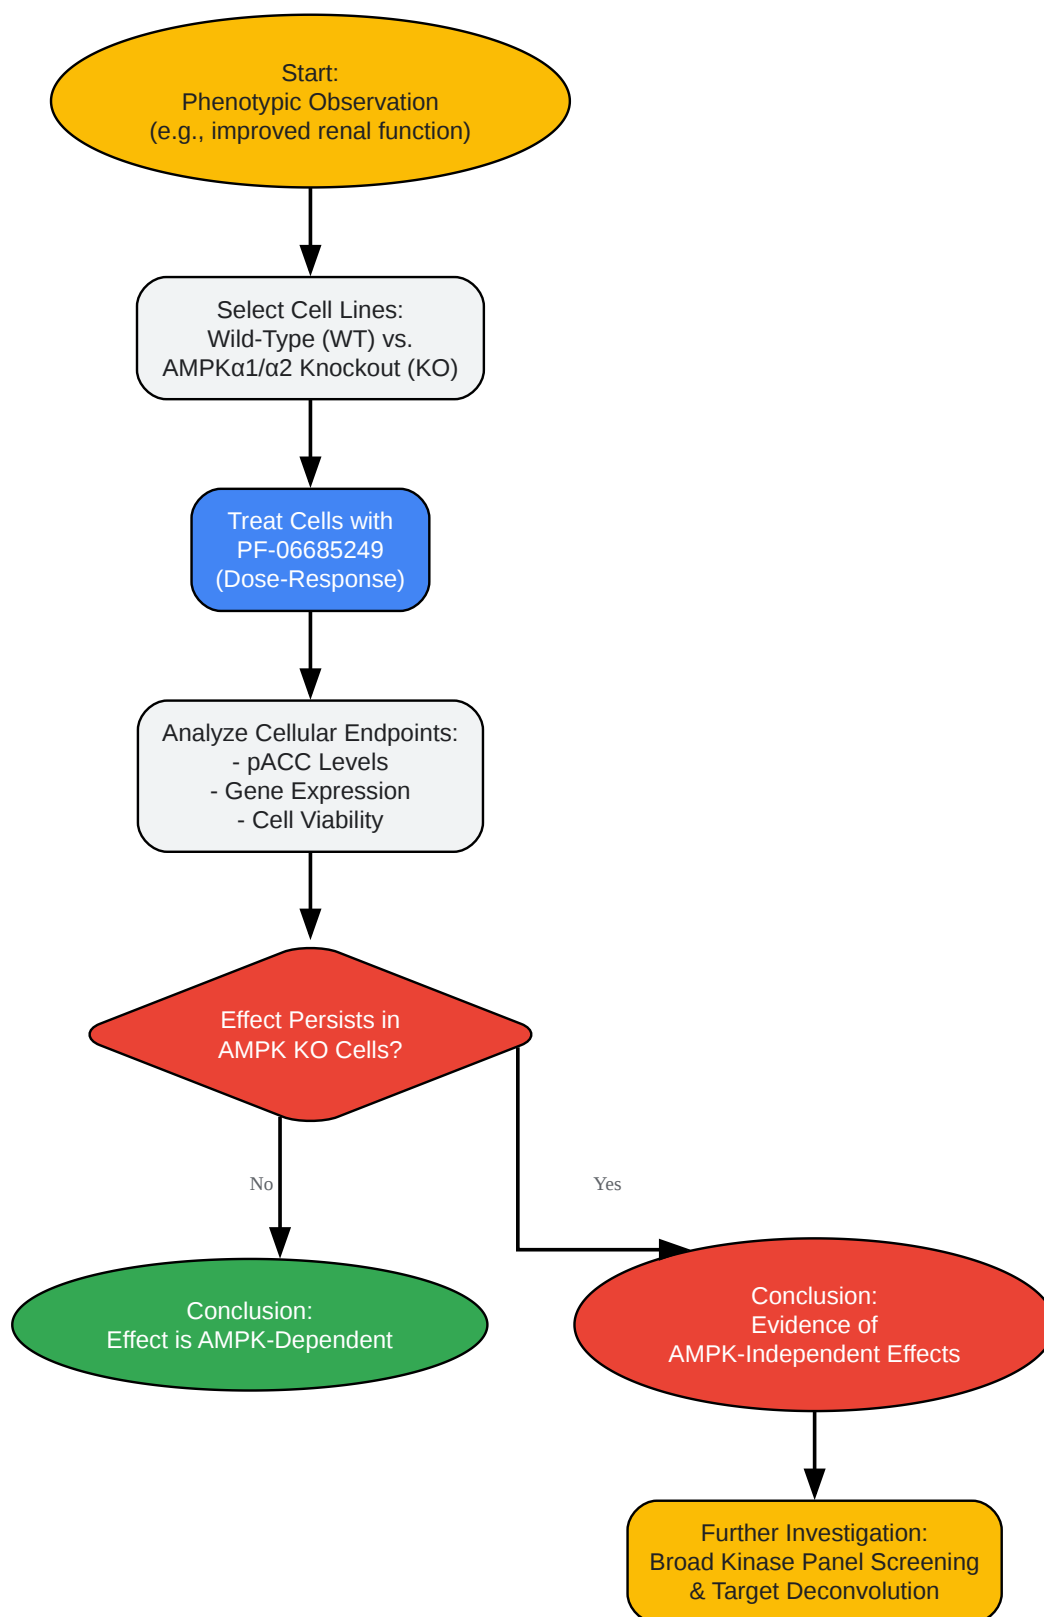 Start:
Phenotypic Observation
(e.g., improved renal function)
Select Cell Lines:
Wild-Type (WT) vs.
AMPKα1/α2 Knockout (KO)
Treat Cells with
PF-06685249
(Dose-Response)
Analyze Cellular Endpoints:
- pACC Levels
- Gene Expression
- Cell Viability
Effect Persists in
AMPK KO Cells?
No
Yes
Conclusion:
Effect is AMPK-Dependent
Conclusion:
Evidence of
AMPK-Independent Effects
Further Investigation:
Broad Kinase Panel Screening
& Target Deconvolution